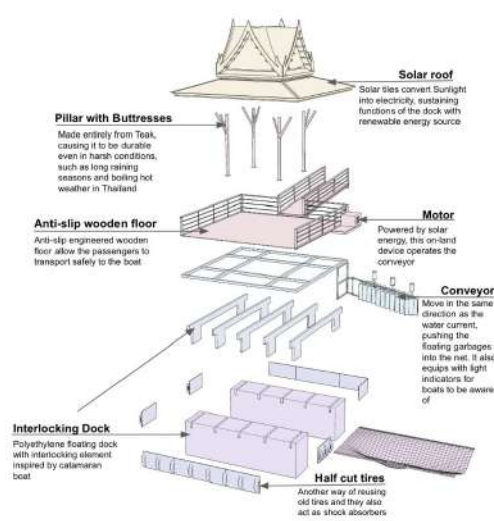 Solar roof
Solar tiles convert Sunlight
into electricity, sustaining
functions of the dock with
renewable energy source
Pillar with Buttresses
Made entirely from Teak,
causing it to be durable
even in harsh conditions,
such as long raining
seasons and boiling hot
weather in Thailand
Anti-slip wooden floor
Anti-slip engineered wooden
floor allow the passengers to
transport safely to the boat
Motor
Powered by solar
energy, this on-land
device operates the
conveyor
Conveyor
Move in the same
direction as the
water current,
pushing the
floating garbages
into the net. It also
equips with light
indicators for
boats to be aware
of
Interlocking Dock
Polyethylene floating dock
with interlocking element
inspired by catamaran
boat
Half cut tires
Another way of reusing
old tires and they also
act as shock absorbers